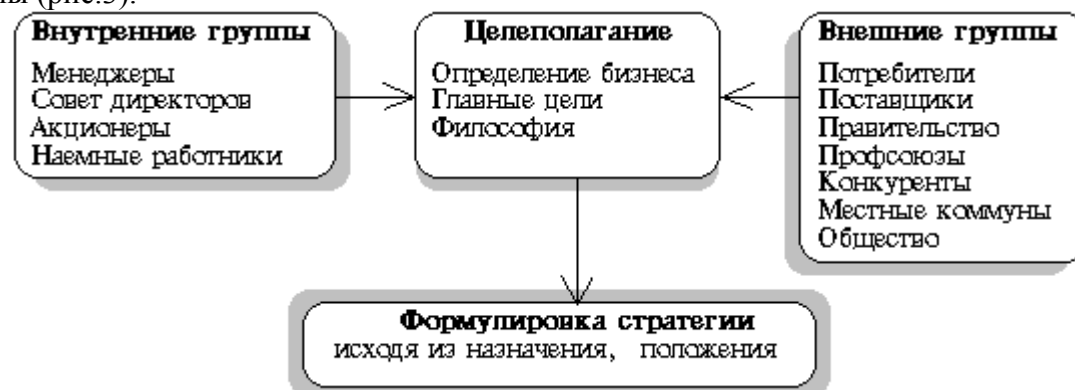 ны (рис.3).
Внутренние группы
Менеджеры
Совет директоров
Акционеры
Наемные работники
Целеполагание
Определение бизнеса
Главные цели
Философия
Внешние группы
Потребители
Поставщики
Правительство
Профсоюзы
Конкуренты
Местные коммуны
Общество
Формулировка стратегии
исходя из назначения, положения